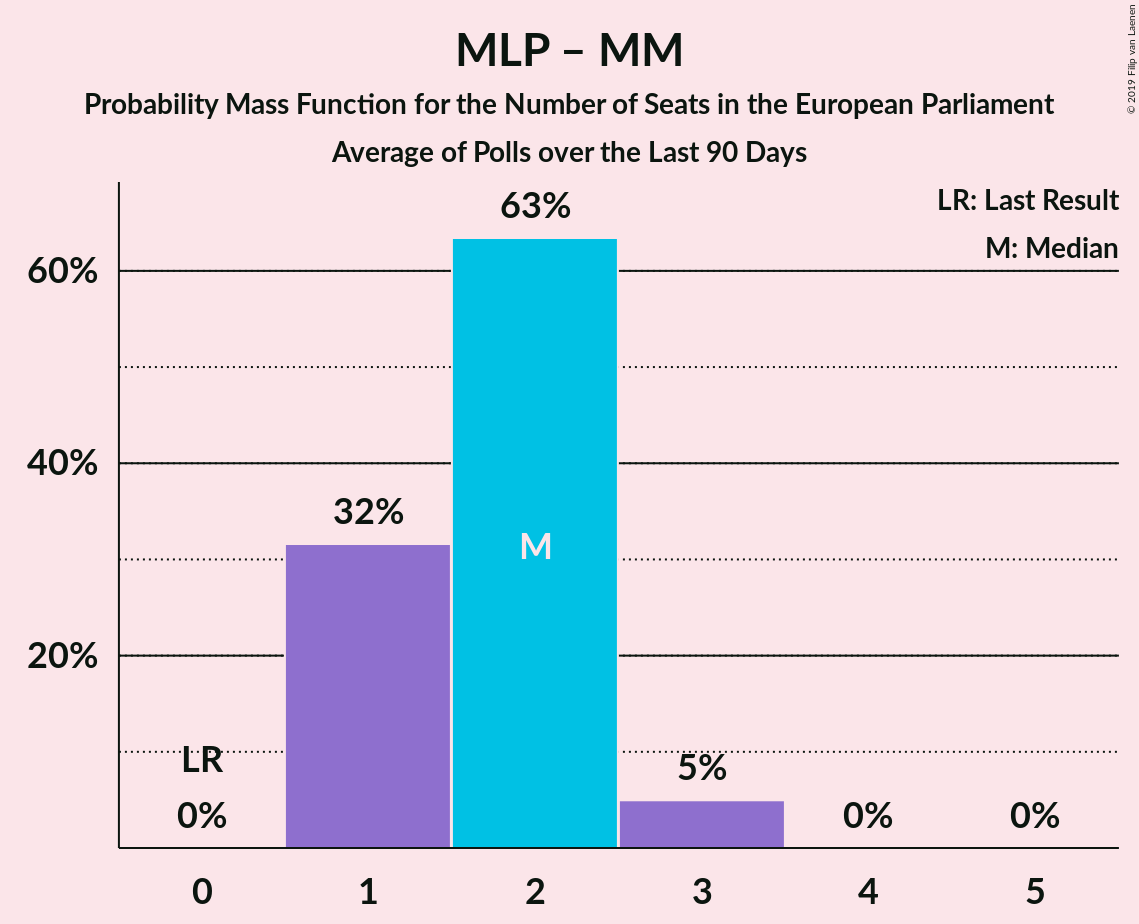 MLP – MM
Probability Mass Function for the Number of Seats in the European Parliament
Average of Polls over the Last 90 Days
© 2019 Filip van Laenen
LR: Last Result
M: Median
63%
60%
40%
32%
M
20%
LR
5%
0%
0%
0%
0
1
2
3
4
5